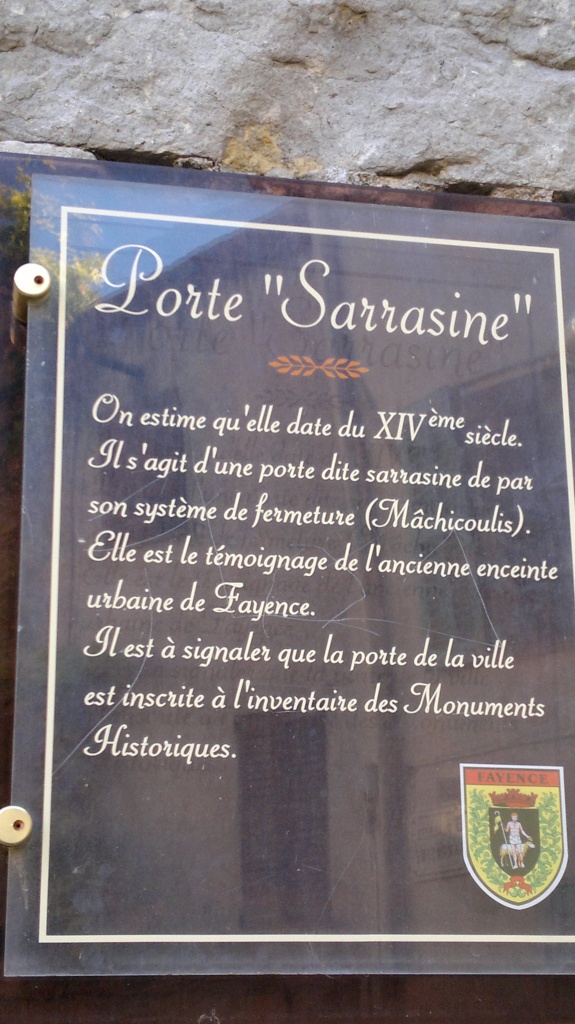 Porte "Sarrasine"
On estime qu'elle date du XIVème siècle.
Il s'agit d'une porte dite sarrasine de par
son système de fermeture (Mâchicoulis).
Elle est le témoignage de l'ancienne enceinte
urbaine de Fayence.
Il est à signaler que la porte de la ville
est inscrite à l'inventaire des Monuments
Historiques.
FAYENCE